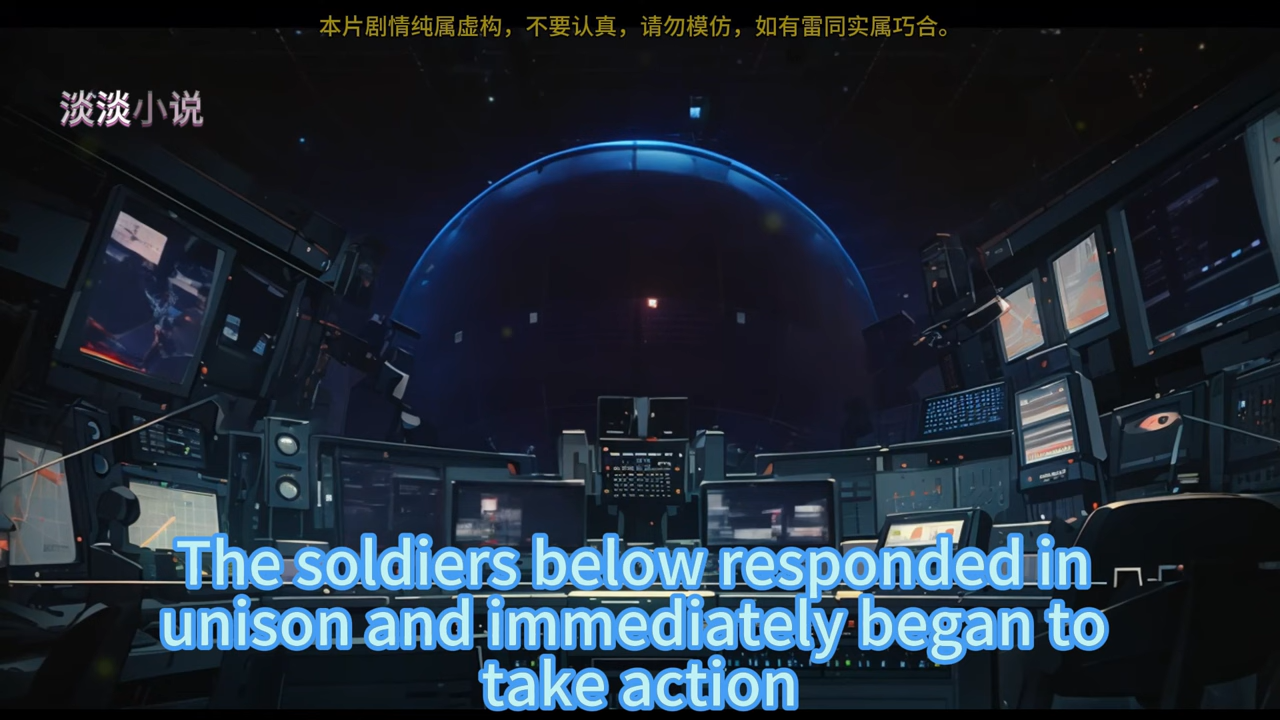 本片剧情纯属虚构，不要认真，请勿模仿，如有雷同实属巧合。
淡淡小说
The soldiers below responded in
unison and immediately began to
take action